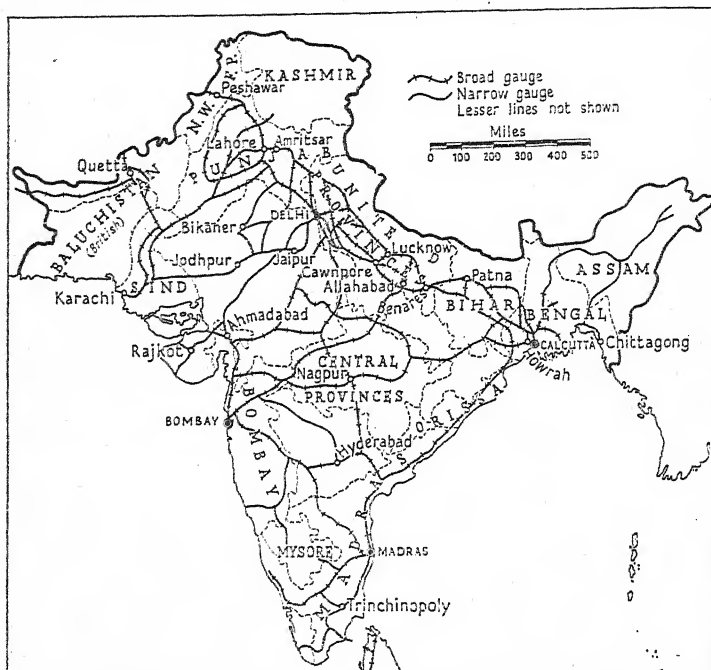 KASHMIR
N.W.F.P.
Peshawar
Broad gauge
Narrow gauge
Lesser lines not shown
Miles
0 100 200 300 400 500
Lahore
Amritsar
PUNJAB
Quetta
BALUCHISTAN
(British)
UNITED
PROVINCES
DELHI
Bikaner
Lucknow
Jodhpur
Jaipur
Cawnpore
Allahabad
Benares
Patna
ASSAM
Karachi
SIND
BIHAR
BENGAL
Ahmadabad
CALCUTTA
Chittagong
Howrah
Rajkot
CENTRAL
Nagpur
PROVINCES
ORISSA
BOMBAY
BOMBAY
Hyderabad
MADRAS
MYSORE
MADRAS
Trinchinopoly